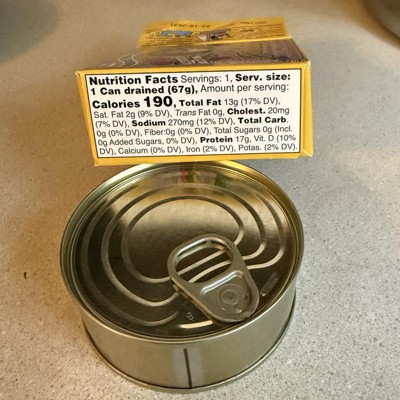 Nutrition Facts Servings: 1, Serv. size:
1 Can drained (67g), Amount per serving:
Calories 190, Total Fat 13g (17% DV),
Sat. Fat 2g (9% DV), Trans Fat 0g, Cholest. 20mg
(7% DV), Sodium 270mg (12% DV), Total Carb.
0g (0% DV), Fiber:0g (0% DV), Total Sugars 0g (Incl.
0g Added Sugars, 0% DV), Protein 17g, Vit. D (10%
DV), Calcium (0% DV), Iron (2% DV), Potas. (2% DV).